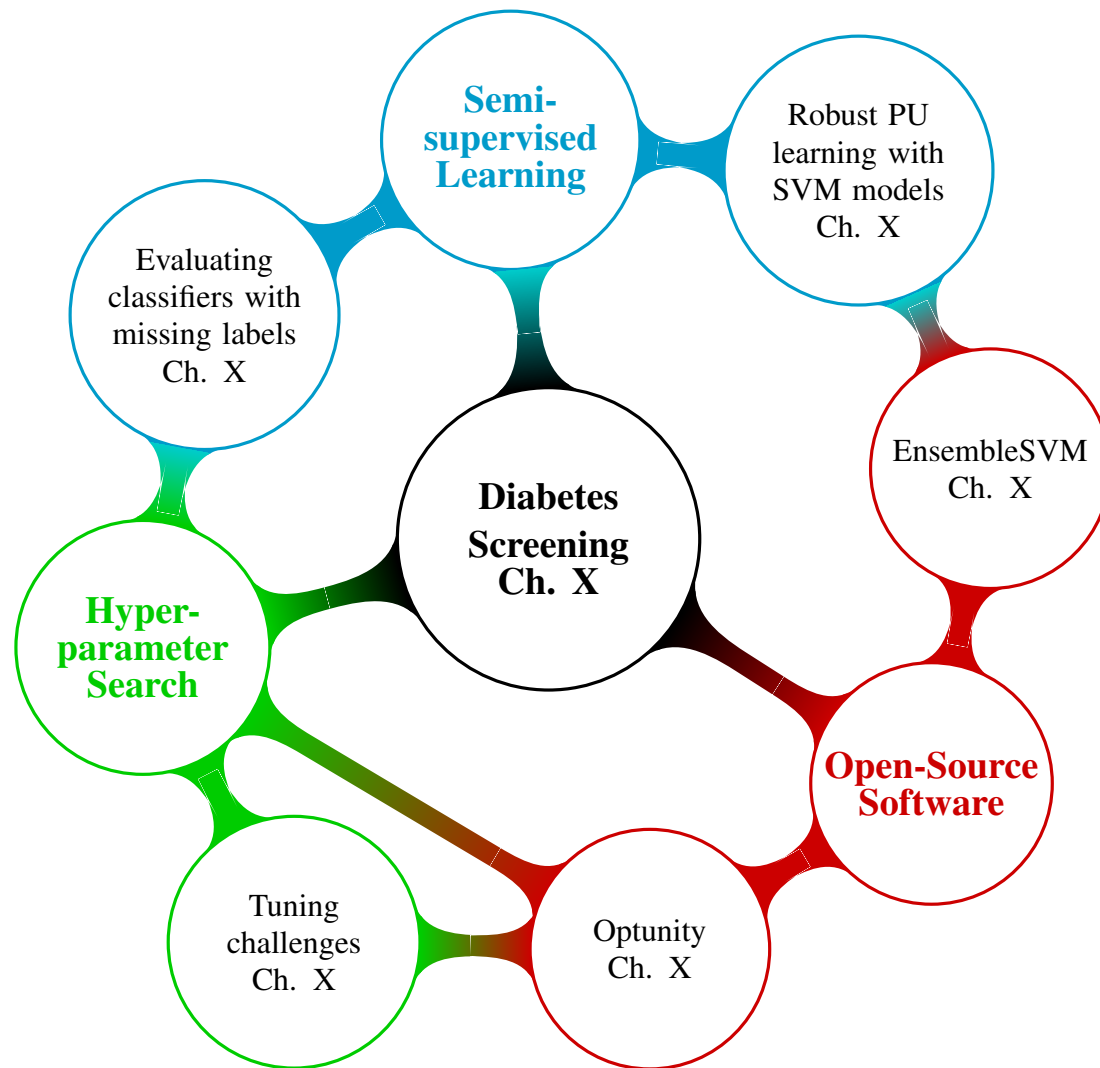 Semi-
supervised
Learning
Robust PU
learning with
SVM models
Ch. X
Evaluating
classifiers with
missing labels
Ch. X
EnsembleSVM
Ch. X
Diabetes
Screening
Ch. X
Hyper-
parameter
Search
Open-Source
Software
Tuning
challenges
Ch. X
Optunity
Ch. X